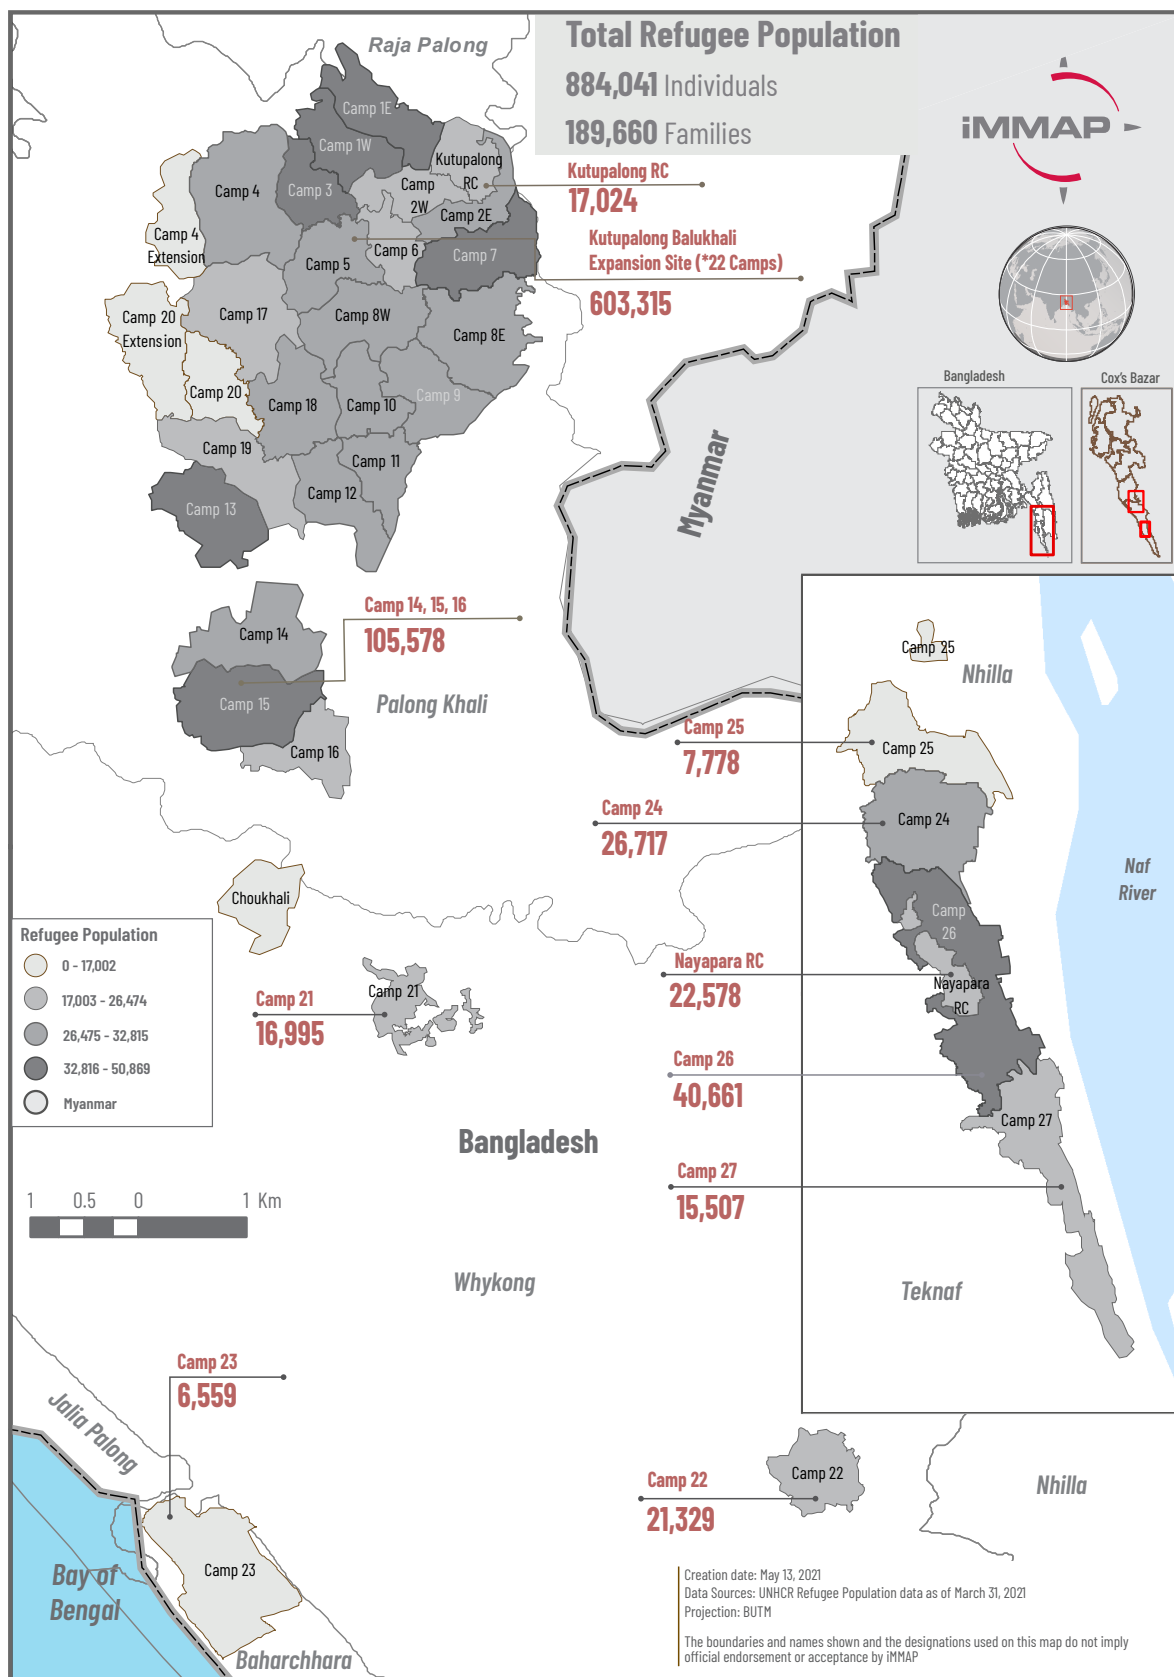 Total Refugee Population
884,041 Individuals
189,660 Families
iMMAP
Raja Palong
Camp 1E
Camp 1W
Kutupalong
RC
Camp 3
Camp 4
Camp
2W
Camp 2E
Camp 4
Extension
Camp 5
Camp 6
Camp 7
Kutupalong RC
17,024
Kutupalong Balukhali
Expansion Site (*22 Camps)
603,315
Camp 20
Extension
Camp 17
Camp 8W
Camp 8E
Camp 20
Camp 18
Camp 10
Camp 9
Camp 19
Camp 11
Camp 12
Camp 13
Myanmar
Bangladesh
Cox's Bazar
Camp 14, 15, 16
105,578
Camp 14
Camp 15
Camp 16
Palong Khali
Camp 25
Nhilla
Camp 25
7,778
Camp 25
Camp 24
26,717
Camp 24
Naf
River
Choukhali
Camp
26
Refugee Population
0 - 17,002
17,003 - 26,474
26,475 - 32,815
32,816 - 50,869
Myanmar
Camp 21
16,995
Camp 21
Nayapara RC
22,578
Nayapara
RC
Camp 26
40,661
Camp 27
Bangladesh
Camp 27
15,507
1 0.5 0 1 Km
Whykong
Teknaf
Camp 23
6,559
Jalia Palong
Camp 22
21,329
Camp 22
Nhilla
Bay of
Bengal
Camp 23
Baharchhara
Creation date: May 13, 2021
Data Sources: UNHCR Refugee Population data as of March 31, 2021
Projection: BUTM
The boundaries and names shown and the designations used on this map do not imply
official endorsement or acceptance by iMMAP